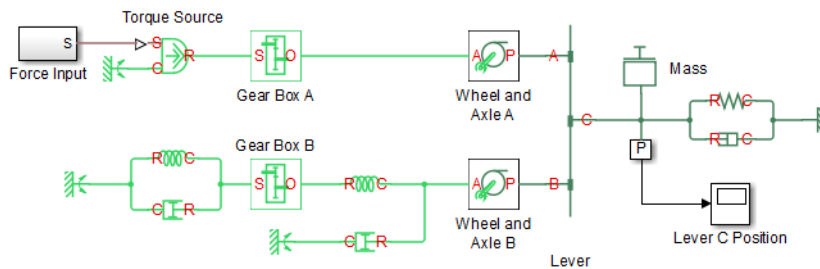 Torque Source
S
S
C
R
Force Input
S
O
Gear Box A
A
P
Wheel and
Axle A
A
Mass
C
R
C
R
C
P
Lever C Position
Gear Box B
R
C
C
R
S
O
R
C
C
R
A
P
Wheel and
Axle B
B
Lever